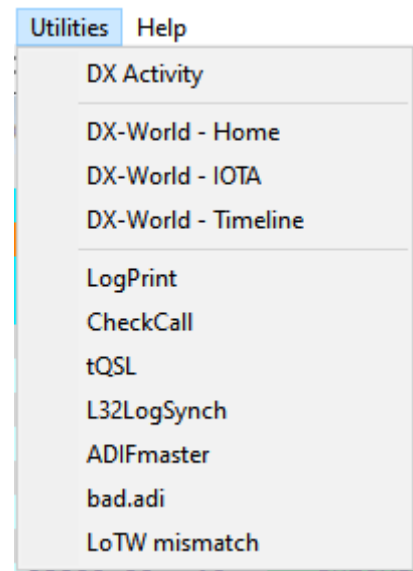 Utilities Help
DX Activity
DX-World - Home
DX-World - IOTA
DX-World - Timeline
LogPrint
CheckCall
tQSL
L32LogSynch
ADIFmaster
bad.adi
LoTW mismatch